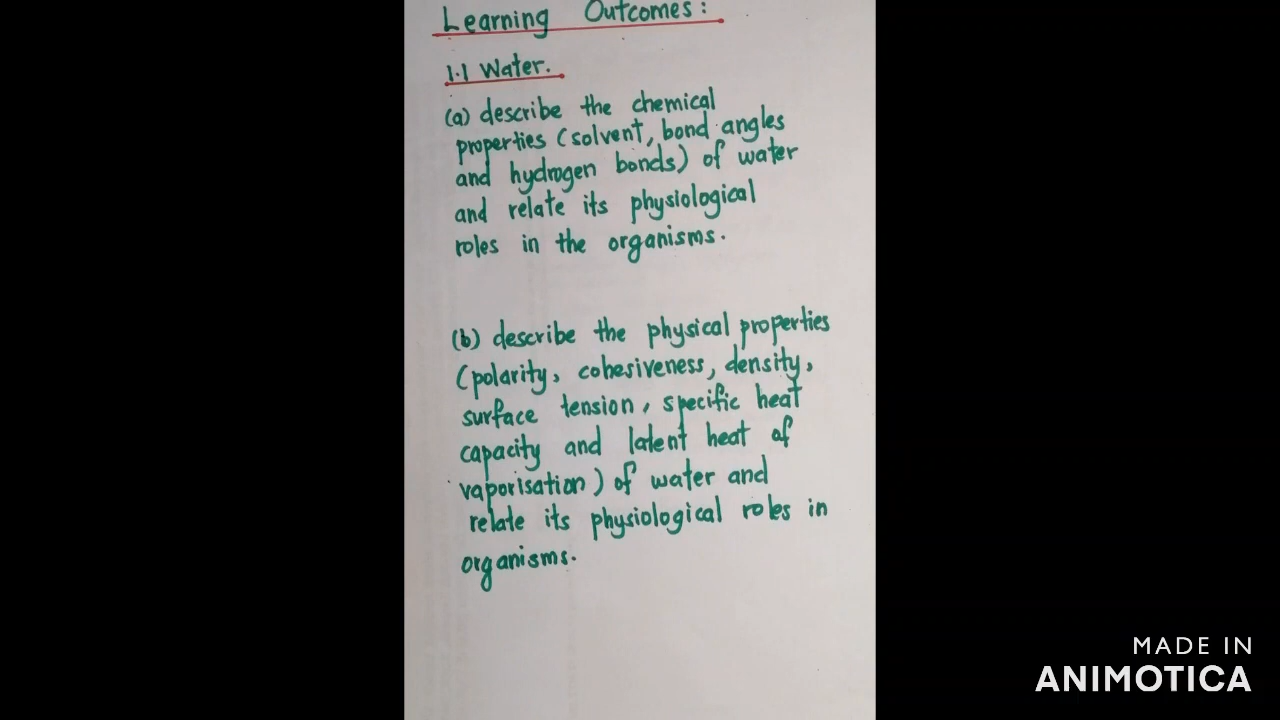 Learning Outcomes:
1.1 Water.
(a) describe the chemical
properties (solvent, bond angles
and hydrogen bonds) of water
and relate its physiological
roles in the organisms.
(b) describe the physical properties
(polarity, cohesiveness, density,
surface tension, specific heat
capacity and latent heat of
vaporisation) of water and
relate its physiological roles in
organisms.
MADE IN
ANIMOTICA